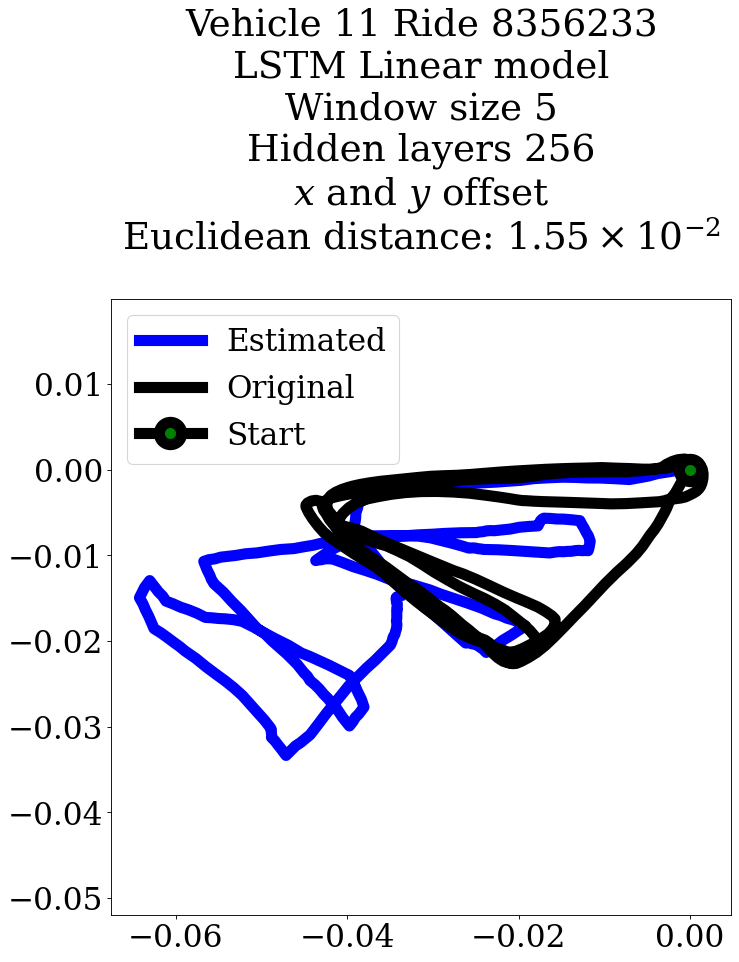 Vehicle 11 Ride 8356233
LSTM Linear model
Window size 5
Hidden layers 256
x and y offset
Euclidean distance: 1.55 × 10⁻²
Estimated
Original
Start
0.01
0.00
−0.01
−0.02
−0.03
−0.04
−0.05
−0.06
−0.04
−0.02
0.00